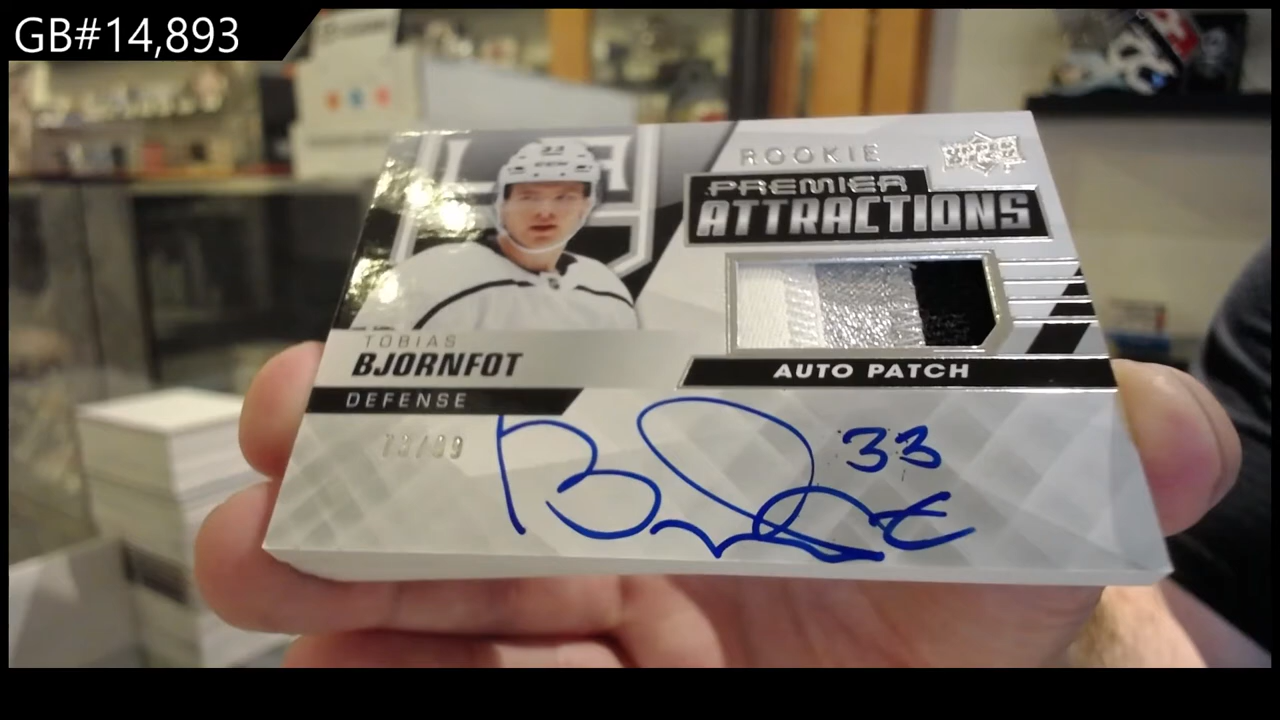 GB#14,893
ROOKIE
PREMIER
ATTRACTIONS
TOBIAS
BJORNFOT
DEFENSE
AUTO PATCH
33